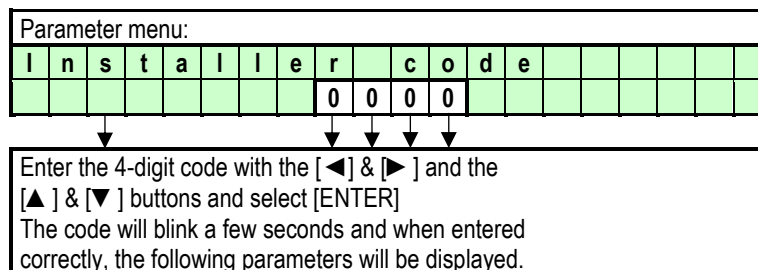 Parameter menu:
Installer code
0000
Enter the 4-digit code with the [◄] & [► ] and the
[▲ ] & [▼ ] buttons and select [ENTER]
The code will blink a few seconds and when entered
correctly, the following parameters will be displayed.